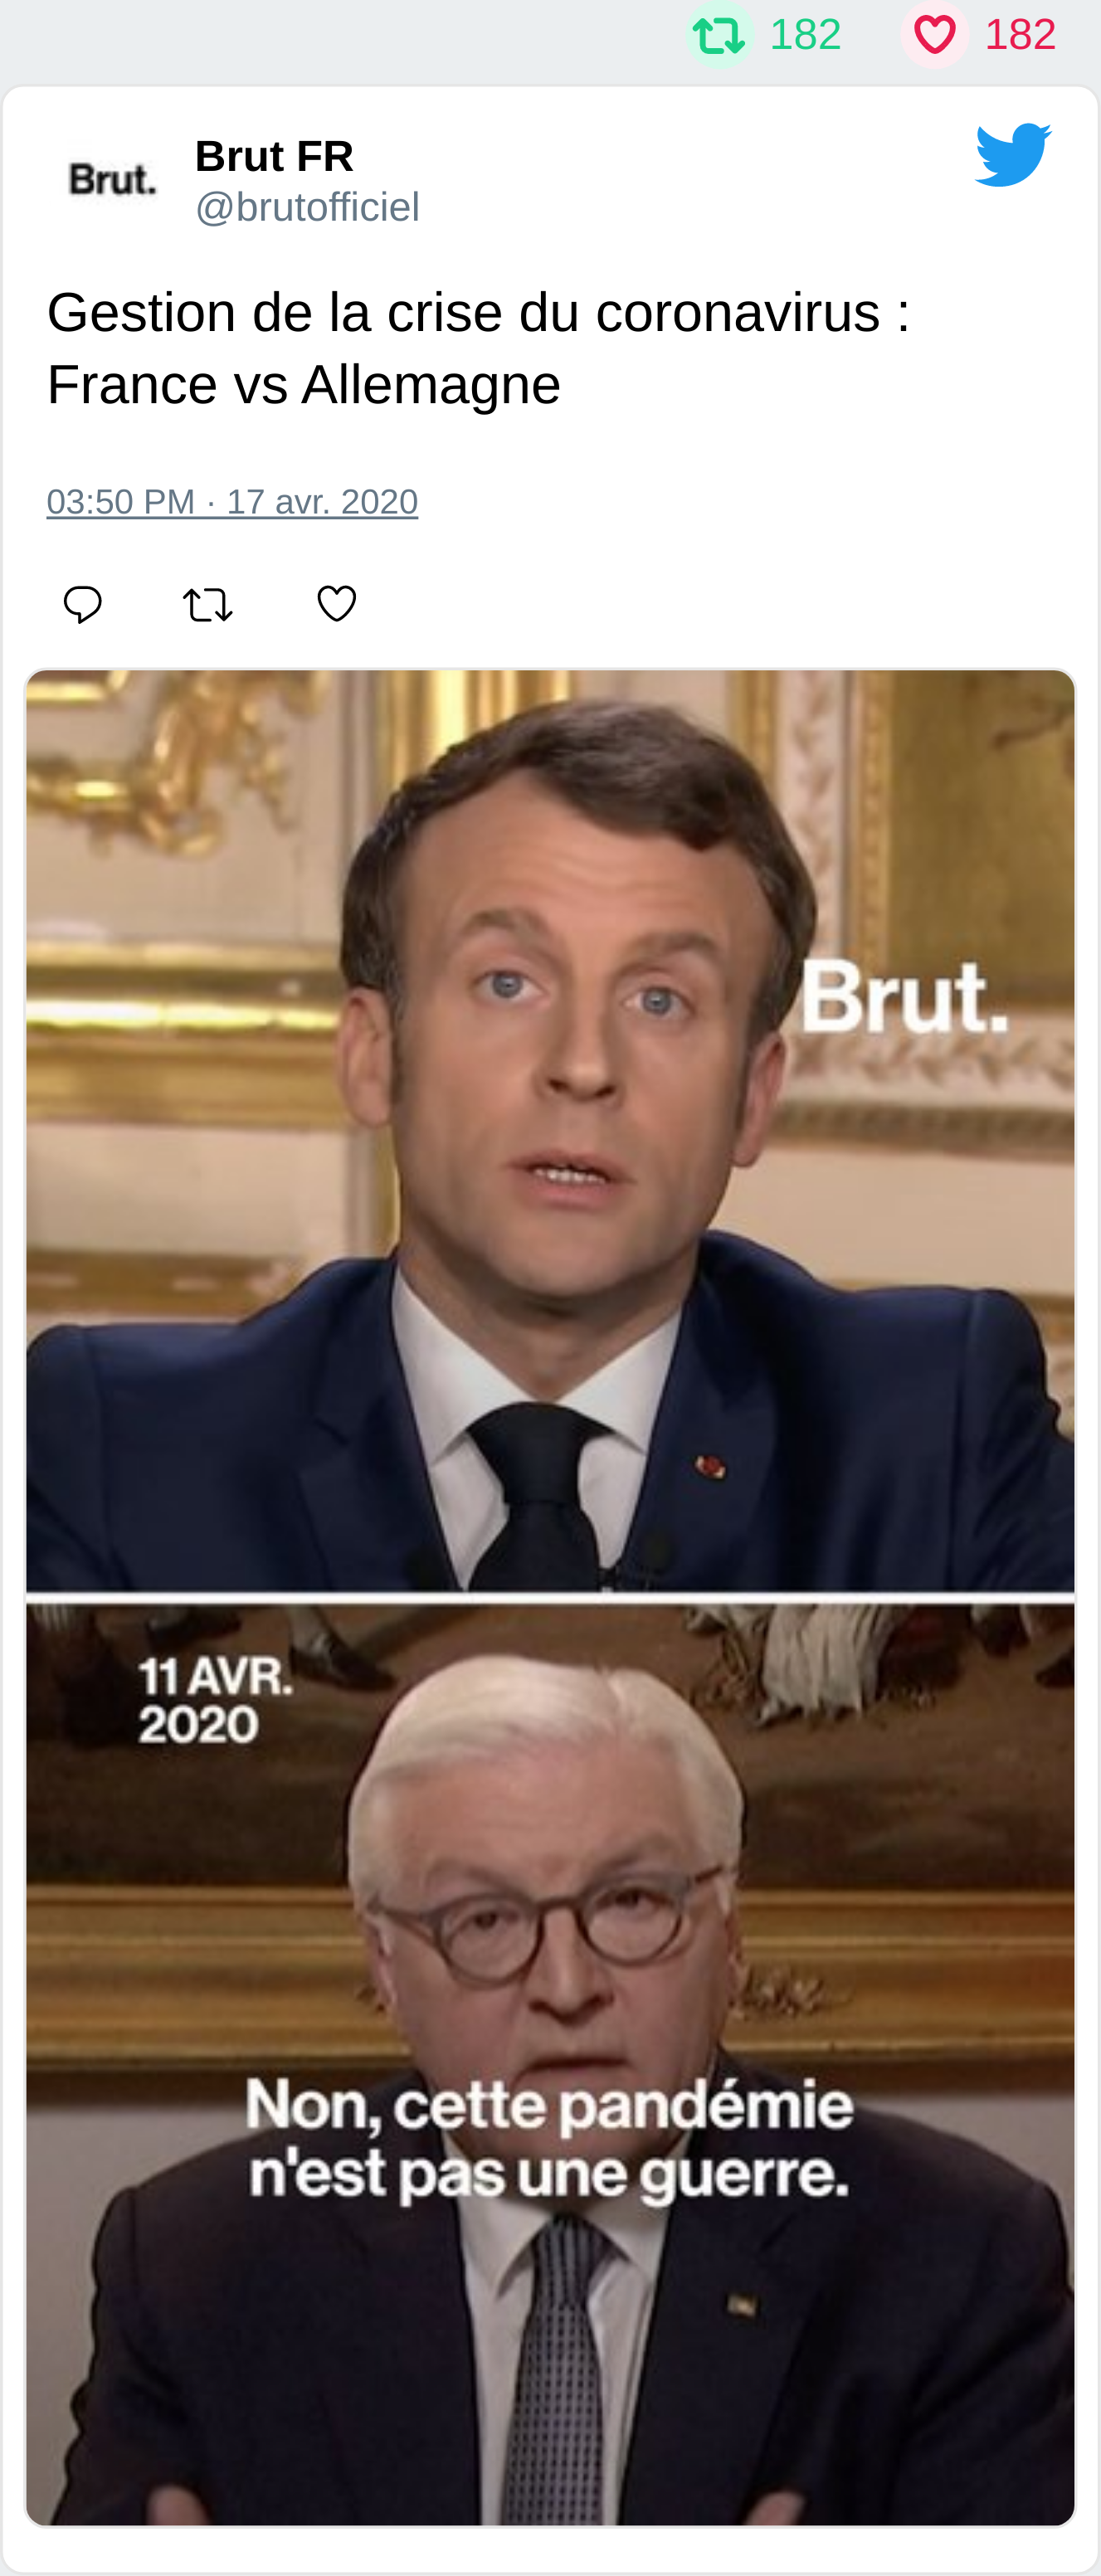 182 182
Brut.
Brut FR
@brutofficiel
Gestion de la crise du coronavirus :
France vs Allemagne
03:50 PM · 17 avr. 2020
Brut.
11 AVR.
2020
Non, cette pandémie
n'est pas une guerre.